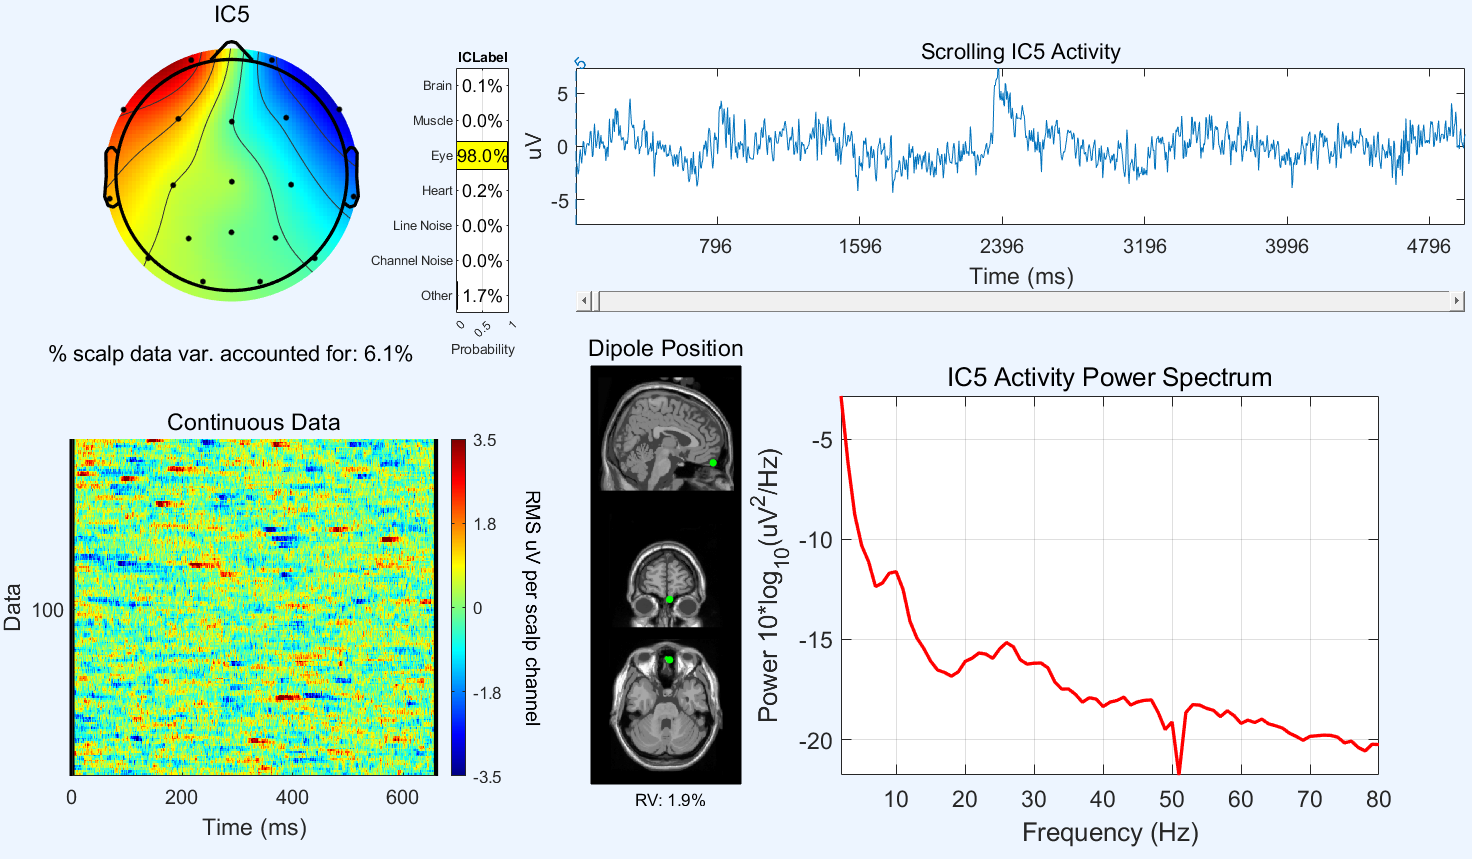 IC5
ICLabel
Brain 0.1%
Muscle 0.0%
Eye 98.0%
Heart 0.2%
Line Noise 0.0%
Channel Noise 0.0%
Other 1.7%
0 0.5 1
Probability
% scalp data var. accounted for: 6.1%
Scrolling IC5 Activity
5
uV
5
0
-5
796 1596 2396 3196 3996 4796
Time (ms)
Continuous Data
Data
100
0 200 400 600
Time (ms)
3.5
1.8
0
-1.8
-3.5
RMS uV per scalp channel
Dipole Position
RV: 1.9%
IC5 Activity Power Spectrum
Power 10*log10(uV2/Hz)
-5
-10
-15
-20
10 20 30 40 50 60 70 80
Frequency (Hz)